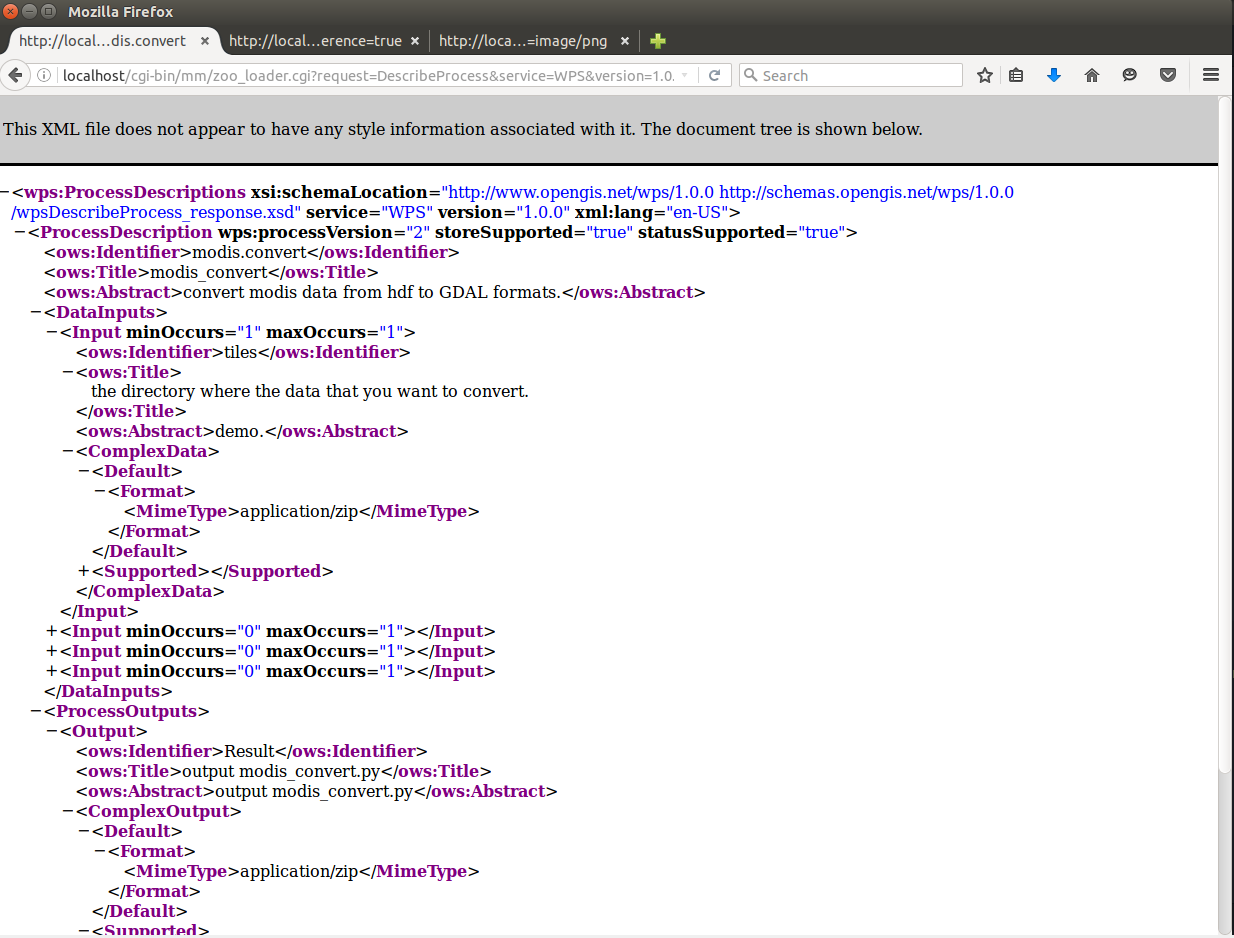 Mozilla Firefox
http://local...dis.convert × http://local...erence=true × http://loca...=image/png ×
localhost/cgi-bin/mm/zoo_loader.cgi?request=DescribeProcess&service=WPS&version=1.0. Search
This XML file does not appear to have any style information associated with it. The document tree is shown below.
−<wps:ProcessDescriptions xsi:schemaLocation="http://www.opengis.net/wps/1.0.0 http://schemas.opengis.net/wps/1.0.0
/wpsDescribeProcess_response.xsd" service="WPS" version="1.0.0" xml:lang="en-US">
−<ProcessDescription wps:processVersion="2" storeSupported="true" statusSupported="true">
<ows:Identifier>modis.convert</ows:Identifier>
<ows:Title>modis_convert</ows:Title>
<ows:Abstract>convert modis data from hdf to GDAL formats.</ows:Abstract>
−<DataInputs>
−<Input minOccurs="1" maxOccurs="1">
<ows:Identifier>tiles</ows:Identifier>
−<ows:Title>
the directory where the data that you want to convert.
</ows:Title>
<ows:Abstract>demo.</ows:Abstract>
−<ComplexData>
−<Default>
−<Format>
<MimeType>application/zip</MimeType>
</Format>
</Default>
+<Supported></Supported>
</ComplexData>
</Input>
+<Input minOccurs="0" maxOccurs="1"></Input>
+<Input minOccurs="0" maxOccurs="1"></Input>
+<Input minOccurs="0" maxOccurs="1"></Input>
</DataInputs>
−<ProcessOutputs>
−<Output>
<ows:Identifier>Result</ows:Identifier>
<ows:Title>output modis_convert.py</ows:Title>
<ows:Abstract>output modis_convert.py</ows:Abstract>
−<ComplexOutput>
−<Default>
−<Format>
<MimeType>application/zip</MimeType>
</Format>
</Default>
−<Supported>